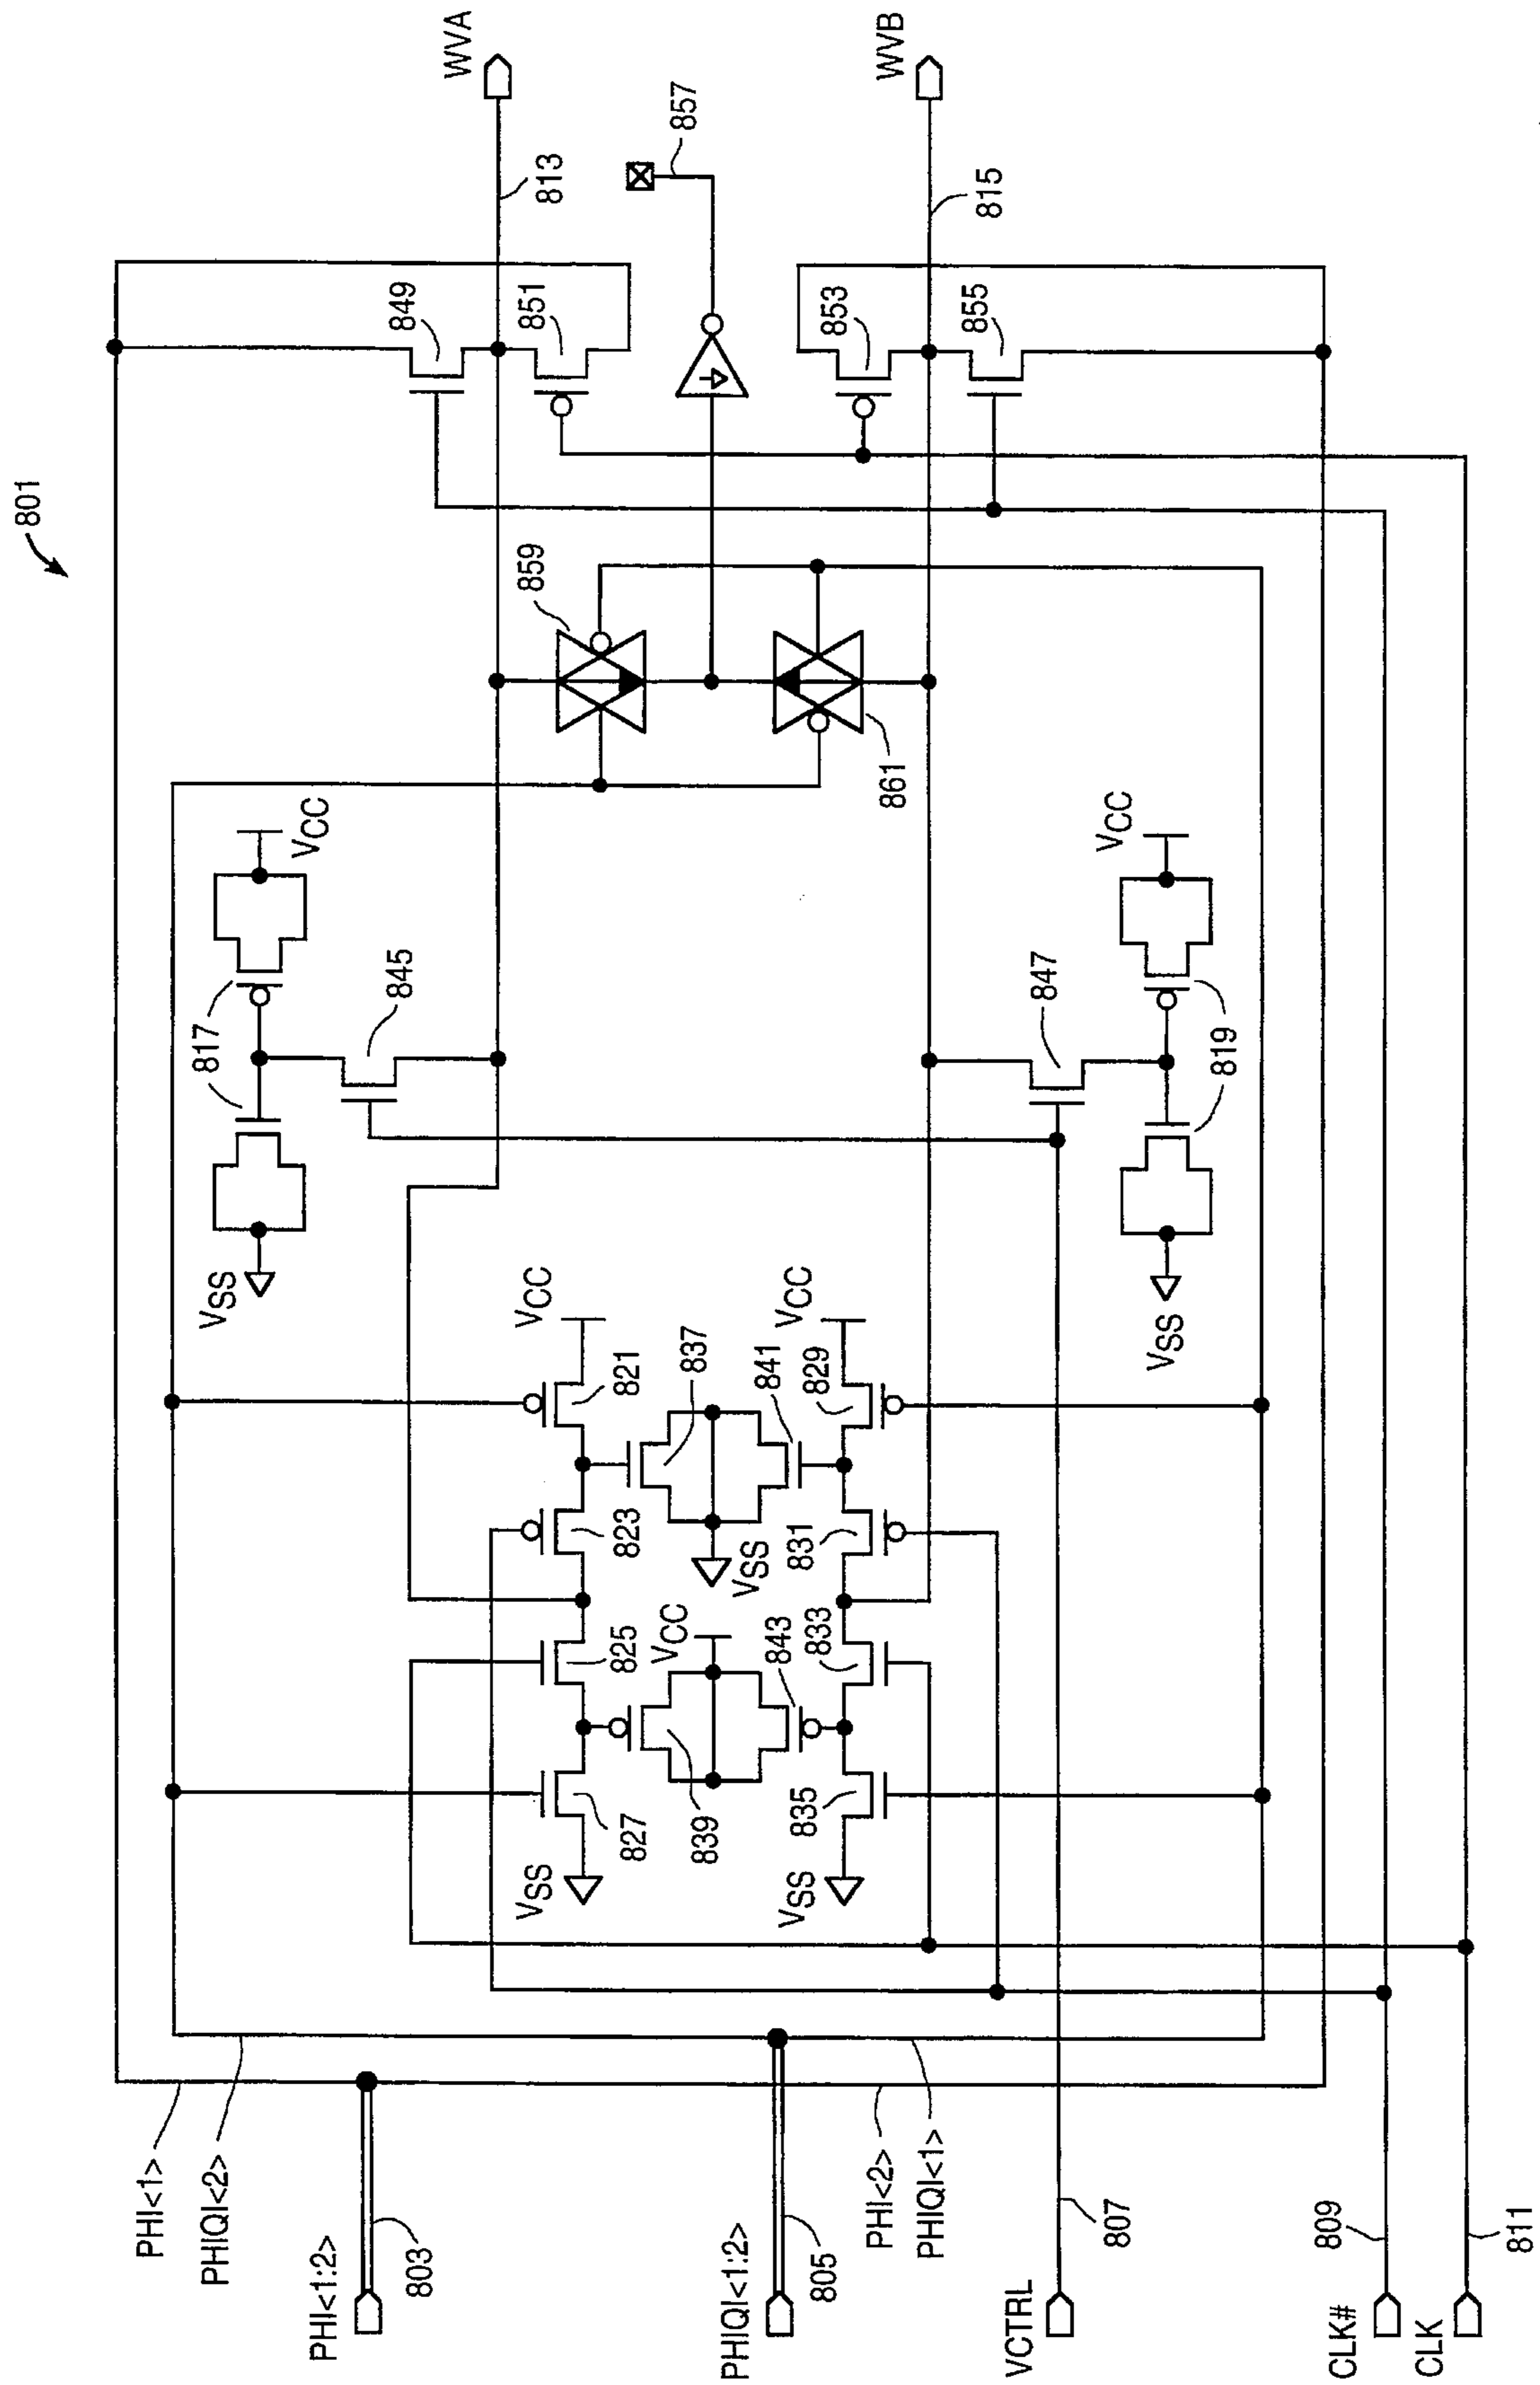 801
WVA
WVB
857
813
815
849
851
853
855
859
861
VCC
VCC
817
845
847
819
VSS
VSS
VCC
VCC
821
837
841
829
823
831
VSS
825
VCC
843
833
827
839
835
VSS
VSS
PHI<1>
PHIQI<2>
PHI<1:2>
803
PHIQI<1:2>
805
PHI<2>
PHIQI<1>
VCTRL
807
CLK#
809
CLK
811